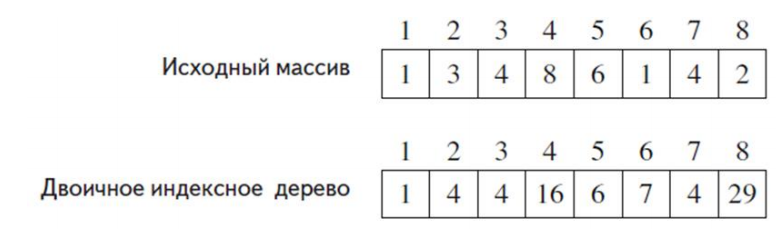 1 2 3 4 5 6 7 8
Исходный массив 1 3 4 8 6 1 4 2
1 2 3 4 5 6 7 8
Двоичное индексное дерево 1 4 4 16 6 7 4 29